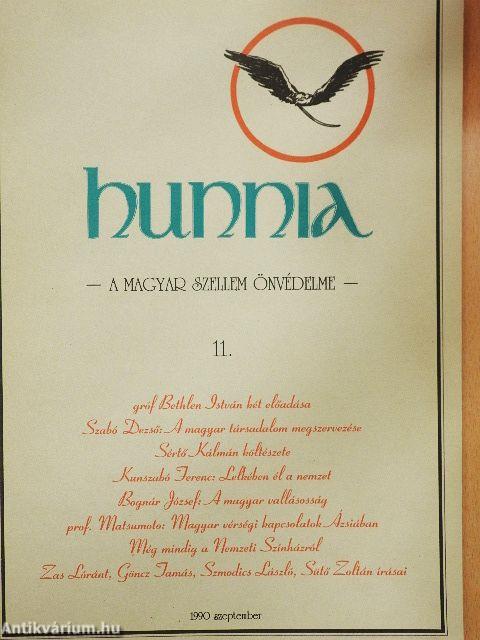 hunnia
— A MAGYAR SZELLEM ÖNVÉDELME —
11.
gróf Bethlen István két előadása
Szabó Dezső: A magyar társadalom megszervezése
Sértő Kálmán költészete
Kunszabó Ferenc: Lelkében él a nemzet
Bognár József: A magyar vallásosság
prof. Matsumoto: Magyar vérségi kapcsolatok Ázsiában
Még mindig a Nemzeti Színházról
Zas Lóránt, Göncz Tamás, Szmodics László, Sütő Zoltán írásai
1990 szeptember
Antikvárium.hu